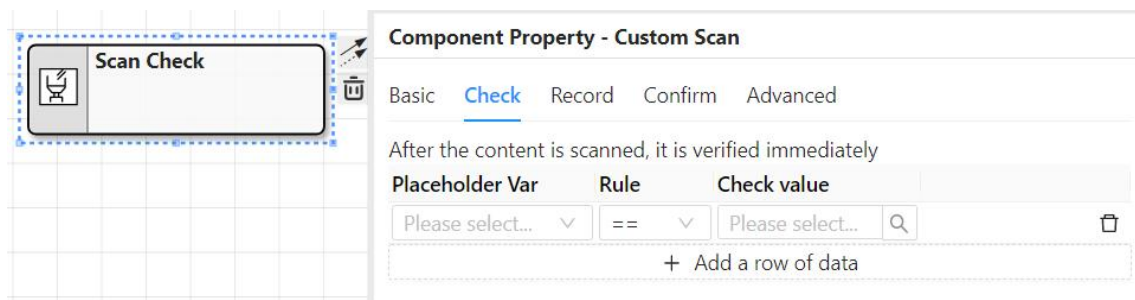 Scan Check
Component Property - Custom Scan
Basic Check Record Confirm Advanced
After the content is scanned, it is verified immediately
Placeholder Var Rule Check value
Please select... == Please select...
+ Add a row of data